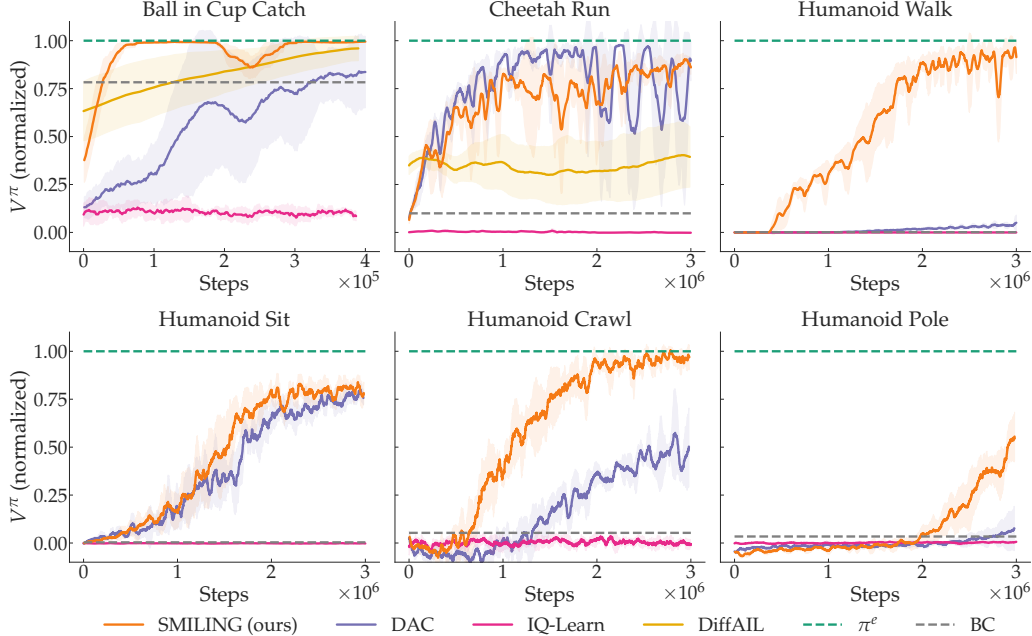 Ball in Cup Catch
Cheetah Run
Humanoid Walk
V^π (normalized)
1.00
0.75
0.50
0.25
0.00
0 1 2 3 4
Steps ×10^5
0 1 2 3
Steps ×10^6
0 1 2 3
Steps ×10^6
Humanoid Sit
Humanoid Crawl
Humanoid Pole
V^π (normalized)
1.00
0.75
0.50
0.25
0.00
0 1 2 3
Steps ×10^6
0 1 2 3
Steps ×10^6
0 1 2 3
Steps ×10^6
SMILING (ours) DAC IQ-Learn DiffAIL π^e BC